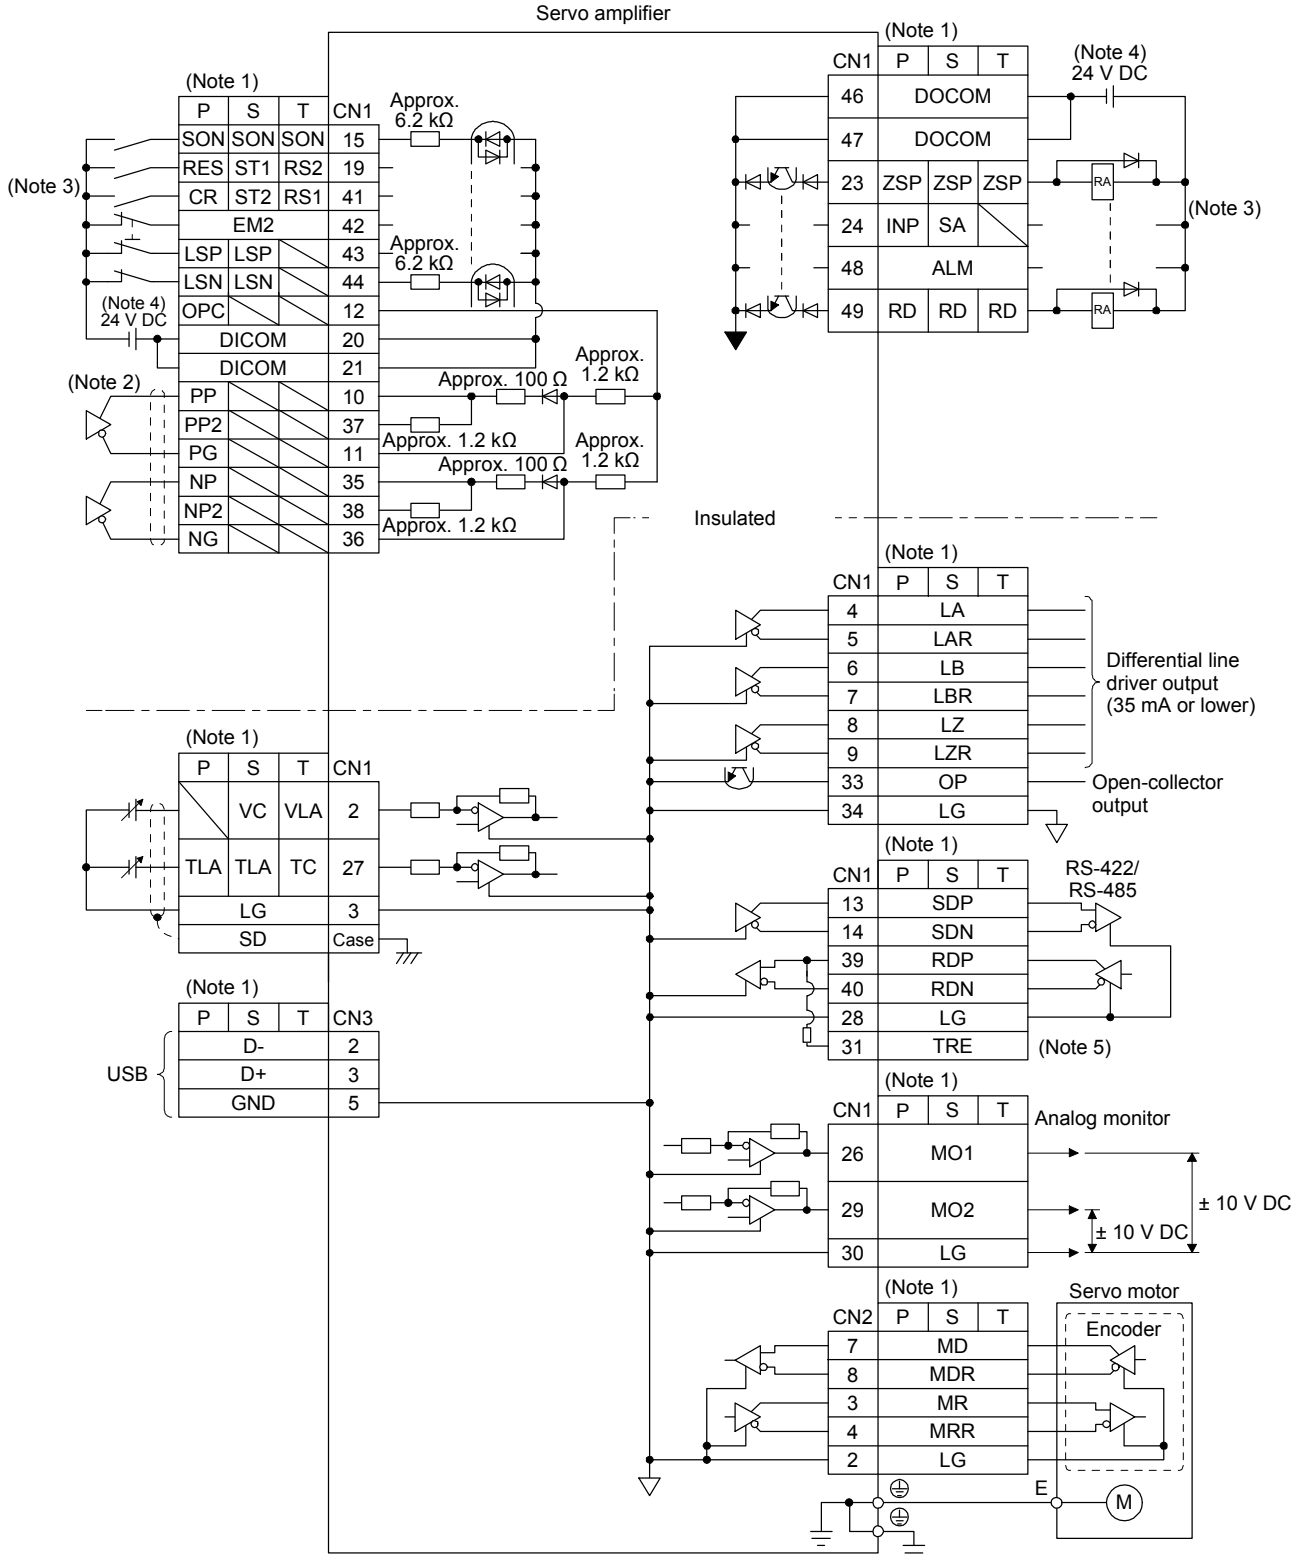 Servo amplifier
(Note 1)
P S T CN1
SON SON SON 15
RES ST1 RS2 19
CR ST2 RS1 41
EM2 42
LSP LSP 43
LSN LSN 44
OPC 12
DICOM 20
DICOM 21
PP 10
PP2 37
PG 11
NP 35
NP2 38
NG 36
(Note 3)
(Note 4)
24 V DC
(Note 2)
Approx.
6.2 kΩ
Approx.
6.2 kΩ
Approx. 100 Ω
Approx.
1.2 kΩ
Approx. 1.2 kΩ
Approx. 100 Ω
Approx.
1.2 kΩ
Approx. 1.2 kΩ
(Note 1)
CN1 P S T
46 DOCOM
47 DOCOM
23 ZSP ZSP ZSP
24 INP SA
48 ALM
49 RD RD RD
(Note 4)
24 V DC
RA
(Note 3)
RA
Insulated
(Note 1)
CN1 P S T
4 LA
5 LAR
6 LB
7 LBR
8 LZ
9 LZR
33 OP
34 LG
Differential line
driver output
(35 mA or lower)
Open-collector
output
(Note 1)
P S T CN1
VC VLA 2
TLA TLA TC 27
LG 3
SD Case
(Note 1)
CN1 P S T
13 SDP
14 SDN
39 RDP
40 RDN
28 LG
31 TRE
RS-422/
RS-485
(Note 5)
(Note 1)
P S T CN3
D- 2
D+ 3
GND 5
USB
(Note 1)
CN1 P S T
26 MO1
29 MO2
30 LG
Analog monitor
± 10 V DC
± 10 V DC
(Note 1)
CN2 P S T
7 MD
8 MDR
3 MR
4 MRR
2 LG
Servo motor
Encoder
E
M